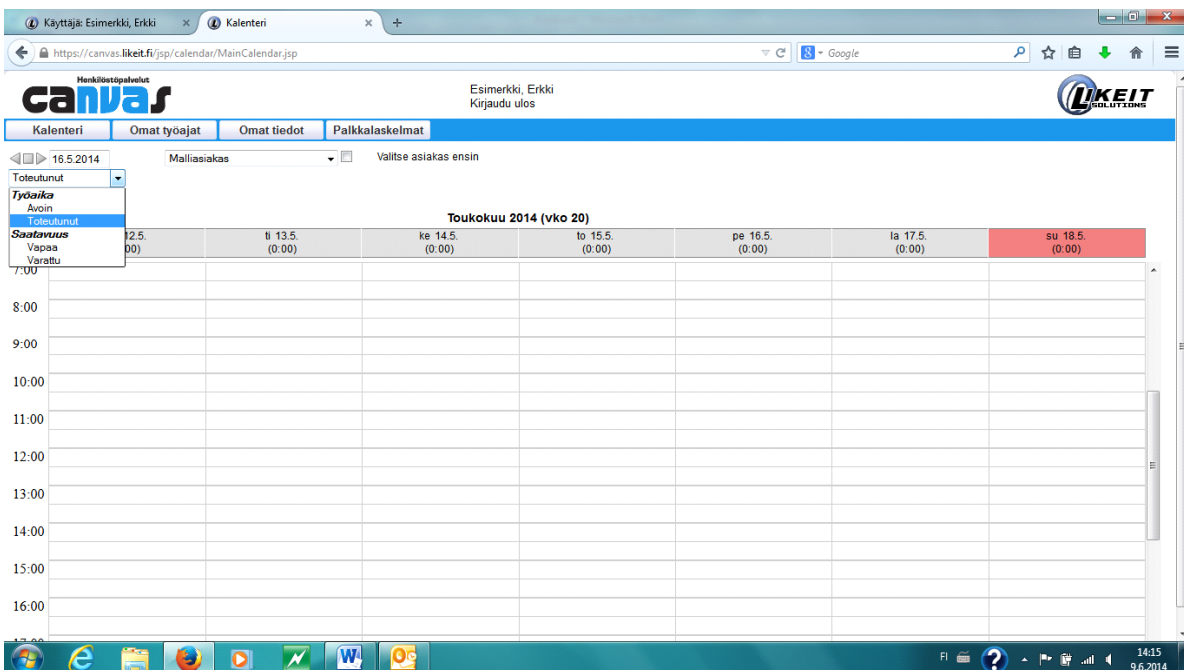 Käyttäjä: Esimerkki, Erkki
Kalenteri
https://canvas.likeit.fi/jsp/calendar/MainCalendar.jsp
Google
Henkilöstöpalvelut
canvas
Esimerkki, Erkki
Kirjaudu ulos
LIKEIT
SOLUTIONS
Kalenteri
Omat työajat
Omat tiedot
Palkkalaskelmat
16.5.2014
Malliasiakas
Valitse asiakas ensin
Toteutunut
Työaika
Avoin
Toteutunut
Saatavuus
Vapaa
Varattu
Toukokuu 2014 (vko 20)
12.5.
00)
ti 13.5.
(0:00)
ke 14.5.
(0:00)
to 15.5.
(0:00)
pe 16.5.
(0:00)
la 17.5.
(0:00)
su 18.5.
(0:00)
7:00
8:00
9:00
10:00
11:00
12:00
13:00
14:00
15:00
16:00
FI
14:15
9.6.2014